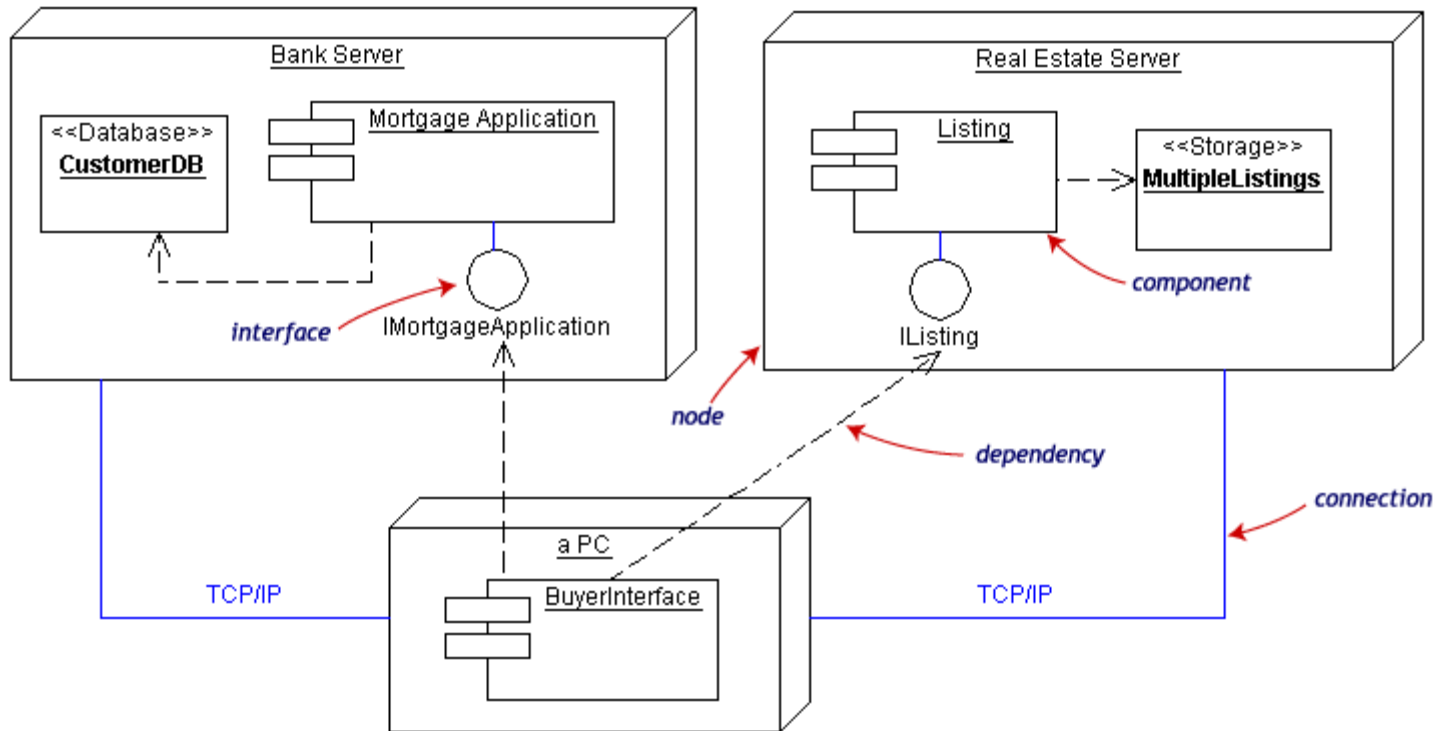 Bank Server
<<Database>>
CustomerDB
Mortgage Application
interface
IMortgageApplication
Real Estate Server
Listing
<<Storage>>
MultipleListings
component
IListing
node
dependency
connection
a PC
BuyerInterface
TCP/IP
TCP/IP